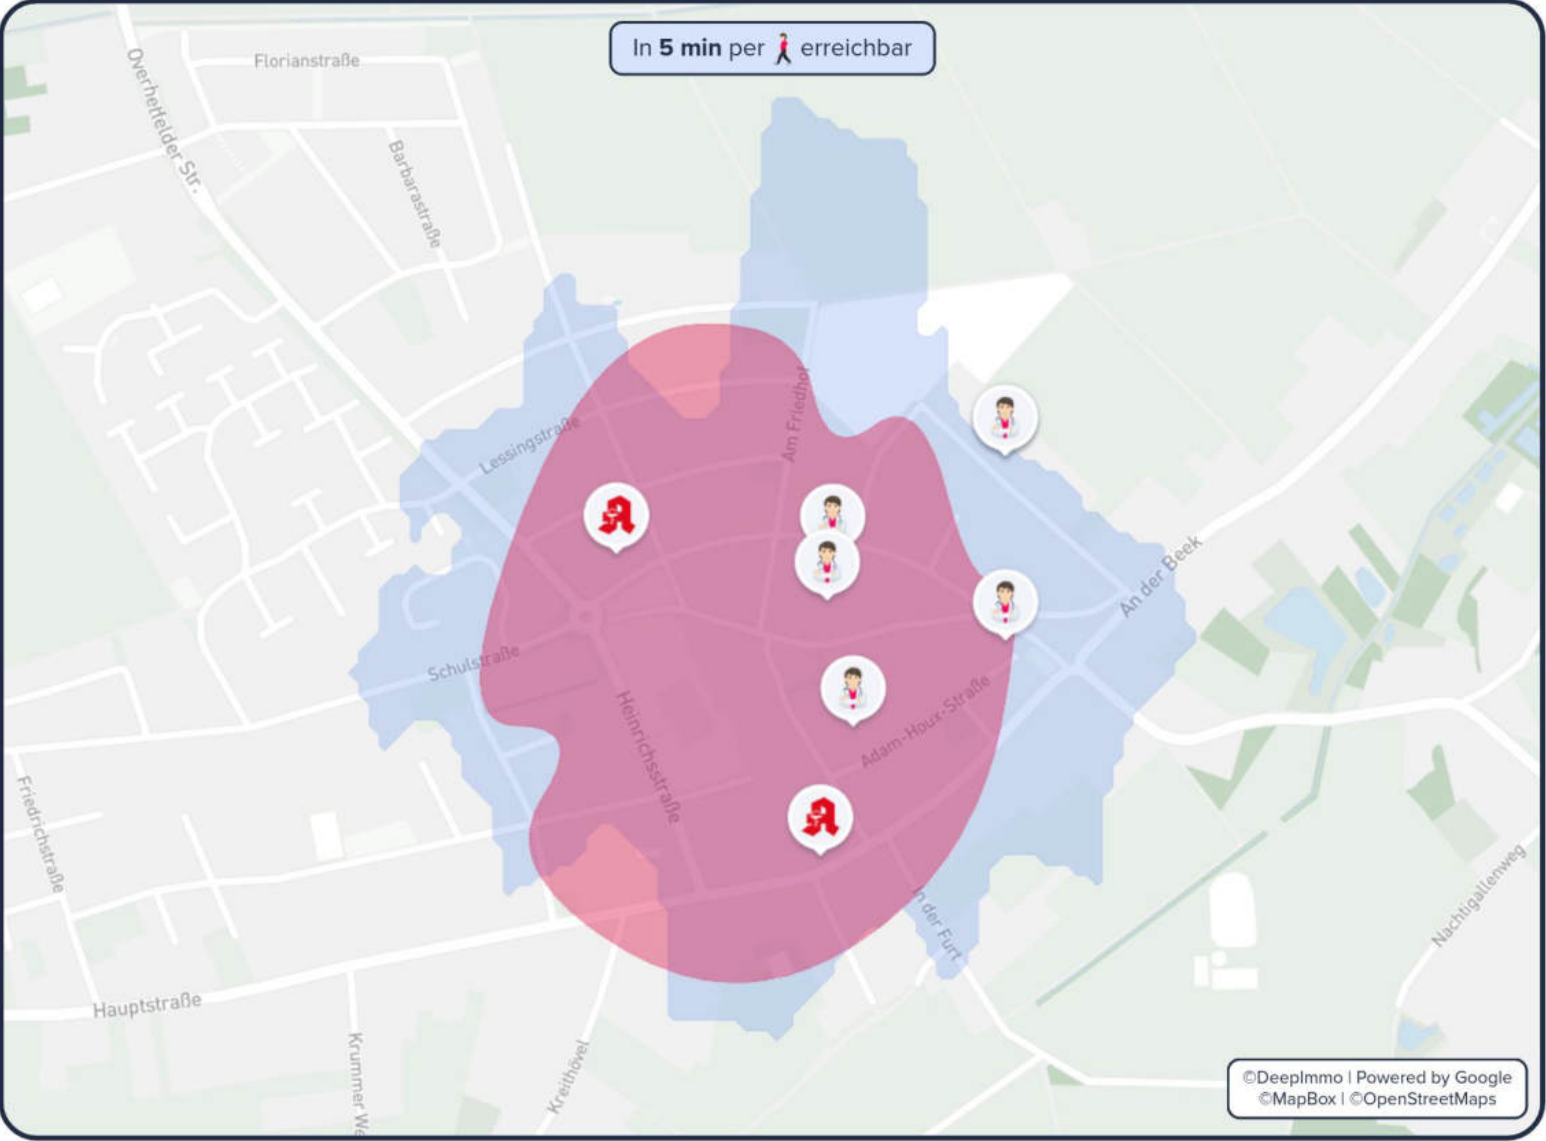 In 5 min per erreichbar
Florianstraße
Overhetfelder Str.
Barbarastraße
Lessingstraße
Am Friedhof
An der Beek
Schulstraße
Heinrichsstraße
Adam-Houx-Straße
Friedrichstraße
In der Furt
Nachtigallenweg
Hauptstraße
Krummer We
Kreithövel
©DeepImmo | Powered by Google
©MapBox | ©OpenStreetMaps